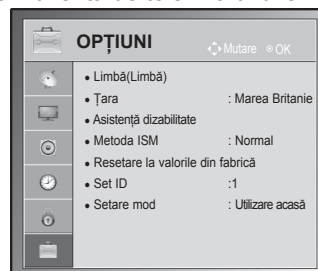 OPȚIUNI
Mutare OK
• Limbă(Limbă)
• Țara : Marea Britanie
• Asistență dizabilitate
• Metoda ISM : Normal
• Resetare la valorile din fabrică
• Set ID :1
• Setare mod : Utilizare acasă